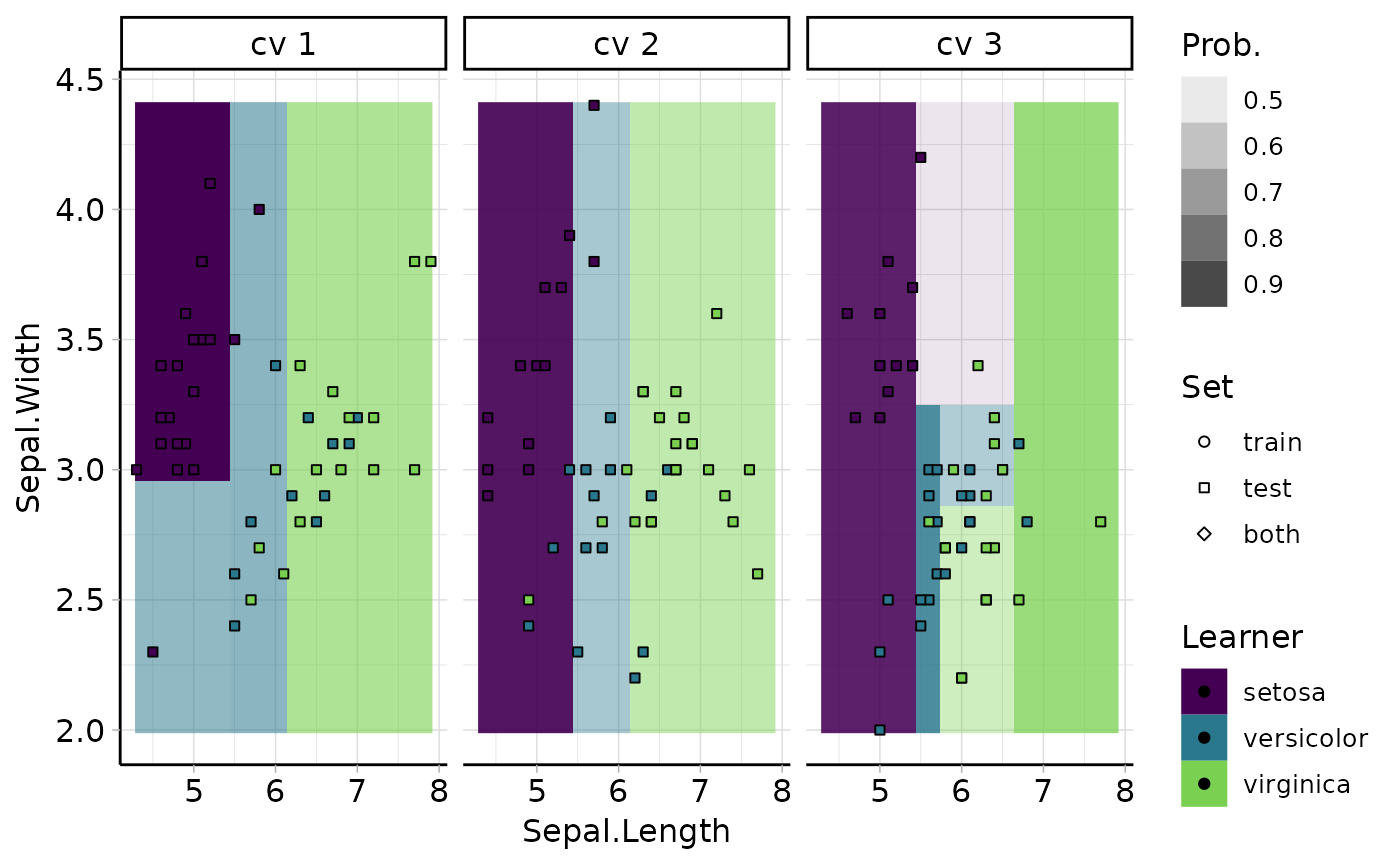 cv 1
cv 2
cv 3
4.5
4.0
3.5
3.0
2.5
2.0
Sepal.Width
5 6 7 8
5 6 7 8
5 6 7 8
Sepal.Length
Prob.
0.5
0.6
0.7
0.8
0.9
Set
train
test
both
Learner
setosa
versicolor
virginica